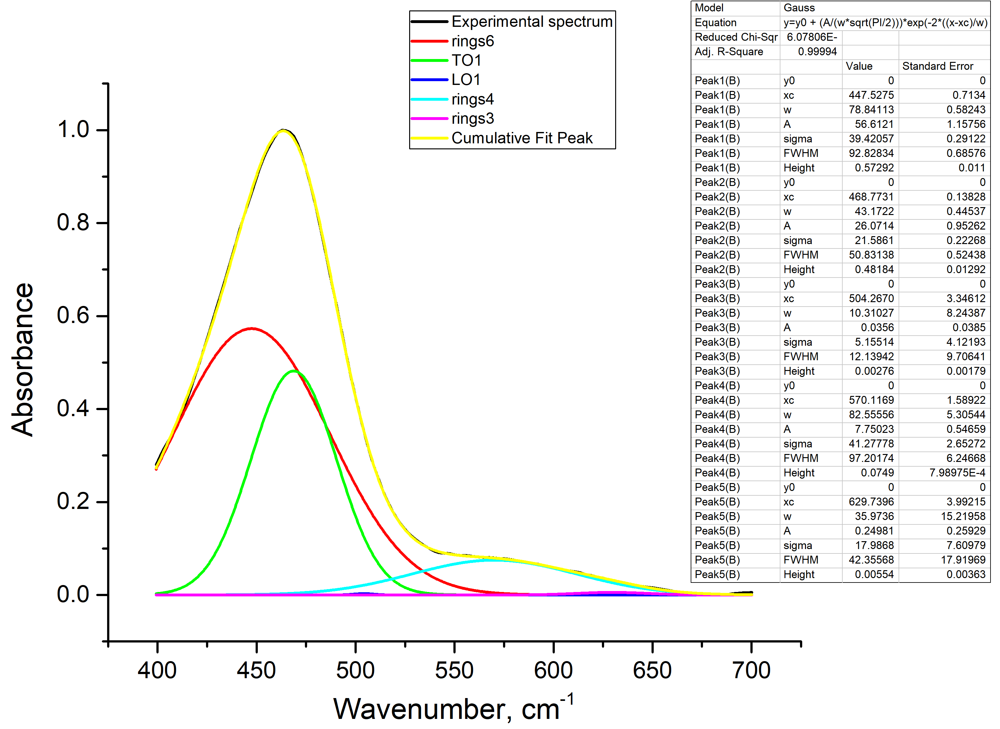 Experimental spectrum
rings6
TO1
LO1
rings4
rings3
Cumulative Fit Peak
Model Gauss
Equation y=y0 + (A/(w*sqrt(PI/2)))*exp(-2*((x-xc)/w)
Reduced Chi-Sqr 6.07806E-
Adj. R-Square 0.99994
Value Standard Error
Peak1(B) y0 0 0
Peak1(B) xc 447.5275 0.7134
Peak1(B) w 78.84113 0.58243
Peak1(B) A 56.6121 1.15756
Peak1(B) sigma 39.42057 0.29122
Peak1(B) FWHM 92.82834 0.68576
Peak1(B) Height 0.57292 0.011
Peak2(B) y0 0 0
Peak2(B) xc 468.7731 0.13828
Peak2(B) w 43.1722 0.44537
Peak2(B) A 26.0714 0.95262
Peak2(B) sigma 21.5861 0.22268
Peak2(B) FWHM 50.83138 0.52438
Peak2(B) Height 0.48184 0.01292
Peak3(B) y0 0 0
Peak3(B) xc 504.2670 3.34612
Peak3(B) w 10.31027 8.24387
Peak3(B) A 0.0356 0.0385
Peak3(B) sigma 5.15514 4.12193
Peak3(B) FWHM 12.13942 9.70641
Peak3(B) Height 0.00276 0.00179
Peak4(B) y0 0 0
Peak4(B) xc 570.1169 1.58922
Peak4(B) w 82.55556 5.30544
Peak4(B) A 7.75023 0.54659
Peak4(B) sigma 41.27778 2.65272
Peak4(B) FWHM 97.20174 6.24668
Peak4(B) Height 0.0749 7.98975E-4
Peak5(B) y0 0 0
Peak5(B) xc 629.7396 3.99215
Peak5(B) w 35.9736 15.21958
Peak5(B) A 0.24981 0.25929
Peak5(B) sigma 17.9868 7.60979
Peak5(B) FWHM 42.35568 17.91969
Peak5(B) Height 0.00554 0.00363
Absorbance
1.0
0.8
0.6
0.4
0.2
0.0
400 450 500 550 600 650 700
Wavenumber, cm⁻¹